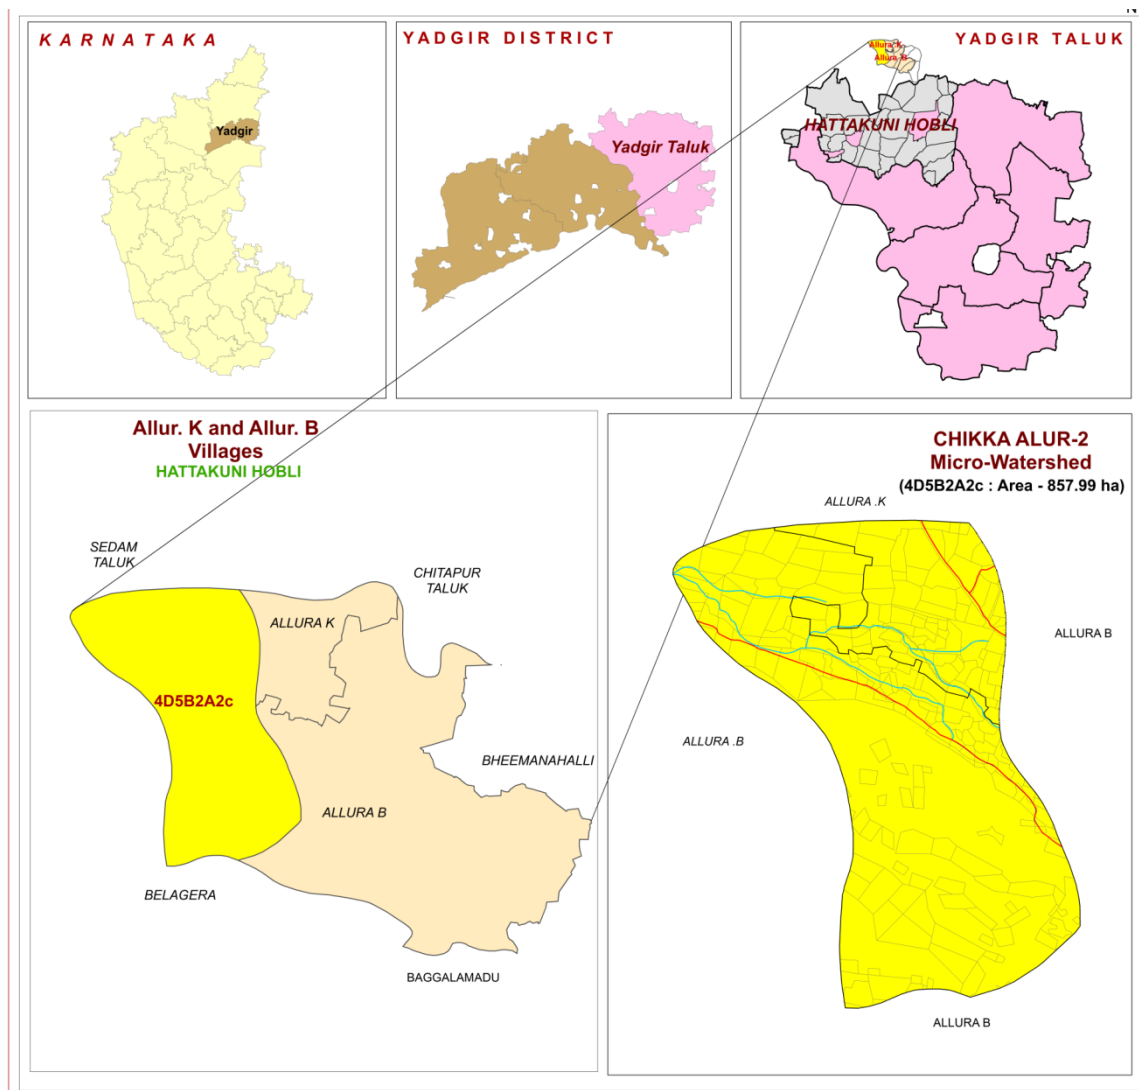 N
KARNATAKA
Yadgir
YADGIR DISTRICT
Yadgir Taluk
YADGIR TALUK
Allura. K
Allura .B
HATTAKUNI HOBLI
Allur. K and Allur. B
Villages
HATTAKUNI HOBLI
SEDAM
TALUK
CHITAPUR
TALUK
ALLURA K
4D5B2A2c
BHEEMANAHALLI
ALLURA B
BELAGERA
BAGGALAMADU
CHIKKA ALUR-2
Micro-Watershed
(4D5B2A2c : Area - 857.99 ha)
ALLURA .K
ALLURA B
ALLURA .B
ALLURA B